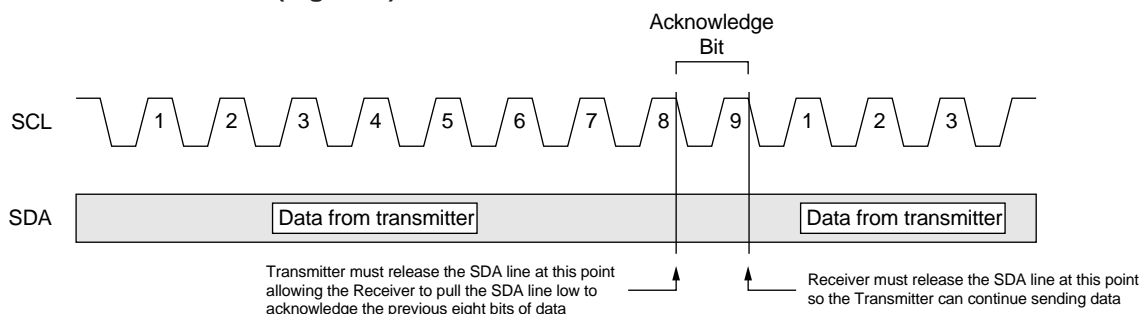 Acknowledge
Bit
SCL
1 2 3 4 5 6 7 8 9 1 2 3
SDA
Data from transmitter
Data from transmitter
Transmitter must release the SDA line at this point
allowing the Receiver to pull the SDA line low to
acknowledge the previous eight bits of data
Receiver must release the SDA line at this point
so the Transmitter can continue sending data